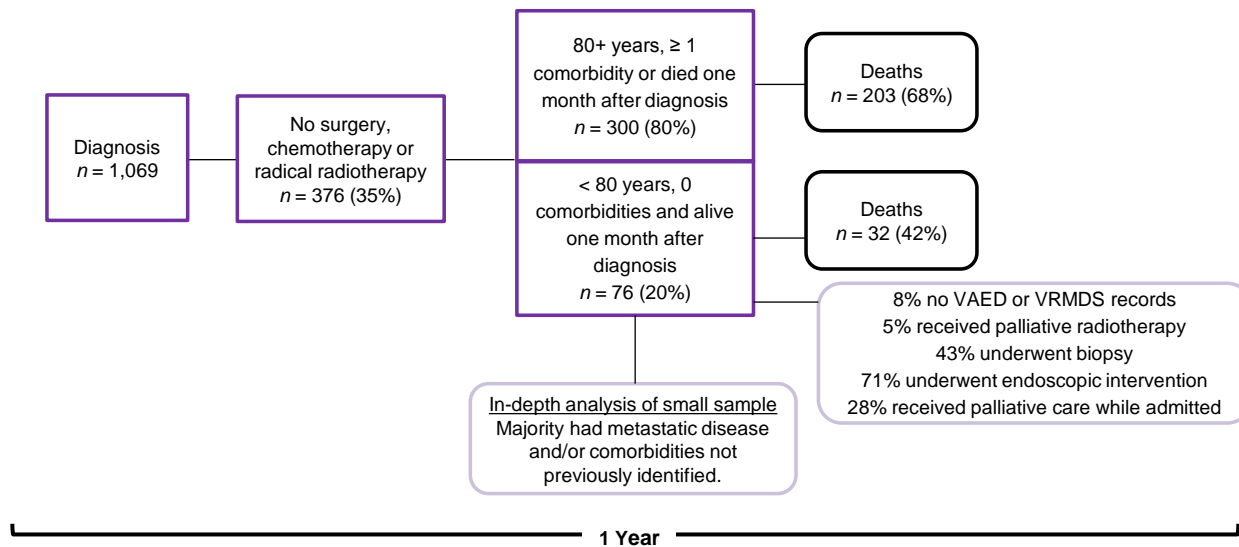 Diagnosis
n = 1,069
No surgery,
chemotherapy or
radical radiotherapy
n = 376 (35%)
80+ years, ≥ 1
comorbidity or died one
month after diagnosis
n = 300 (80%)
Deaths
n = 203 (68%)
< 80 years, 0
comorbidities and alive
one month after
diagnosis
n = 76 (20%)
Deaths
n = 32 (42%)
8% no VAED or VRMDS records
5% received palliative radiotherapy
43% underwent biopsy
71% underwent endoscopic intervention
28% received palliative care while admitted
In-depth analysis of small sample
Majority had metastatic disease
and/or comorbidities not
previously identified.
1 Year